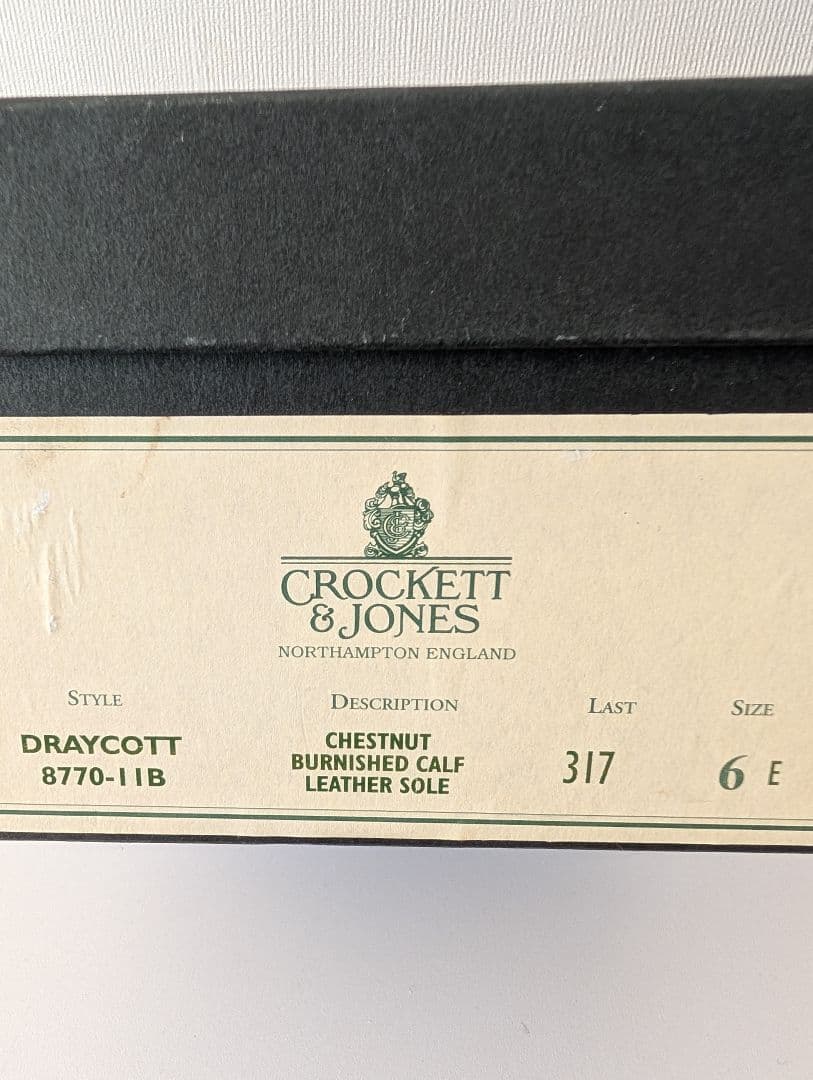 CROCKETT
& JONES
NORTHAMPTON ENGLAND
STYLE DESCRIPTION LAST SIZE
DRAYCOTT
8770-11B
CHESTNUT
BURNISHED CALF
LEATHER SOLE
317
6 E